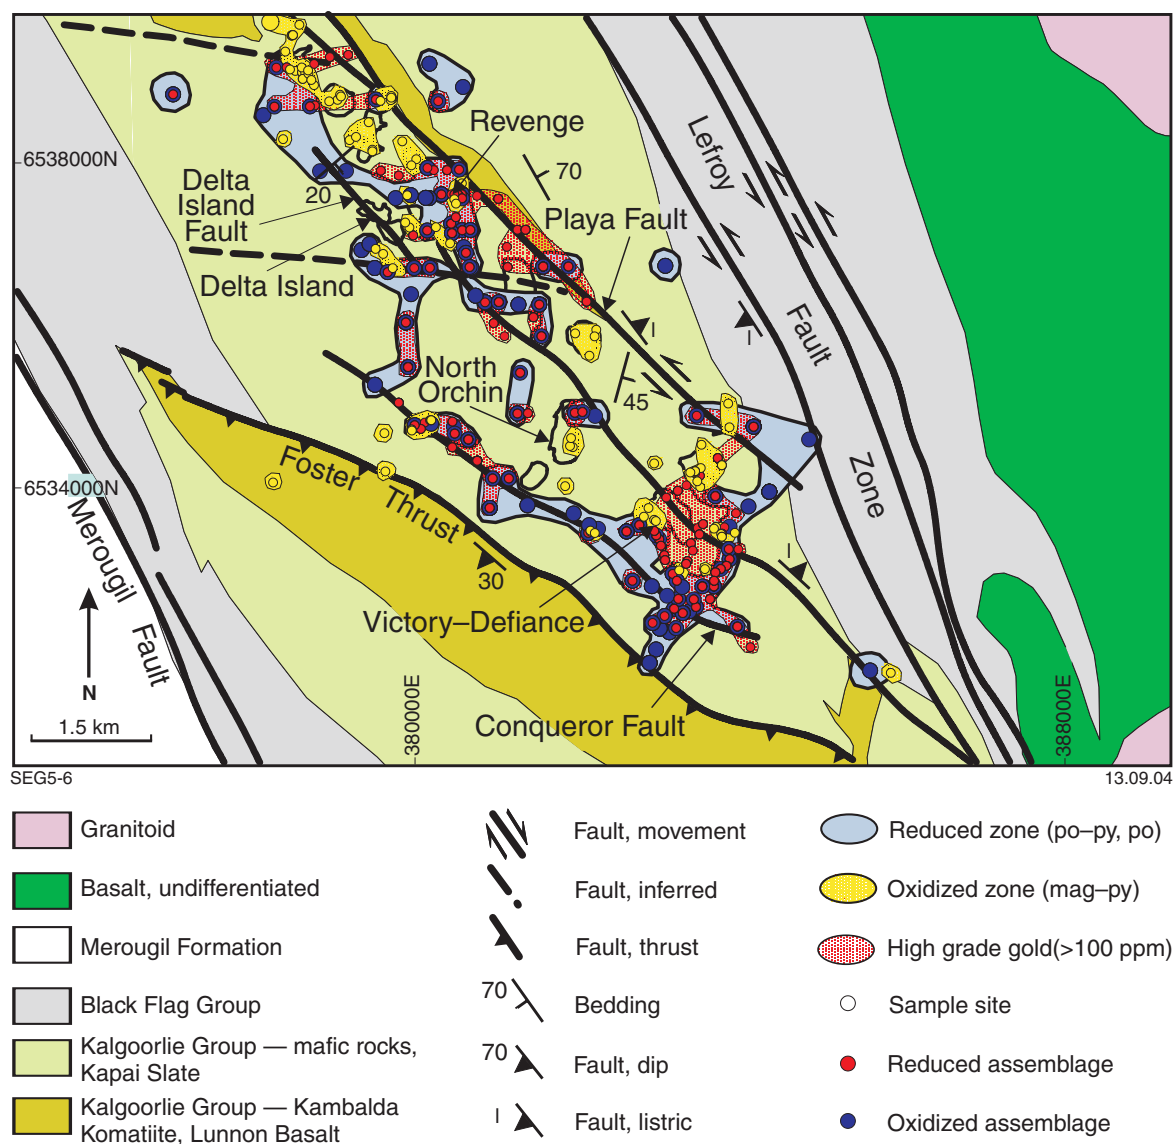 Revenge
Lefroy
Fault
Zone
6538000N
Delta
Island
Fault
20
70
Playa Fault
Delta Island
North
Orchin
l
l
45
Foster
Thrust
6534000N
Merougil
Fault
30
l
Victory–Defiance
Conqueror Fault
N
1.5 km
380000E
388000E
SEG5-6
13.09.04
Granitoid
Basalt, undifferentiated
Merougil Formation
Black Flag Group
Kalgoorlie Group — mafic rocks,
Kapai Slate
Kalgoorlie Group — Kambalda
Komatiite, Lunnon Basalt
Fault, movement
Fault, inferred
Fault, thrust
70
Bedding
70
Fault, dip
l
Fault, listric
Reduced zone (po–py, po)
Oxidized zone (mag–py)
High grade gold(>100 ppm)
Sample site
Reduced assemblage
Oxidized assemblage